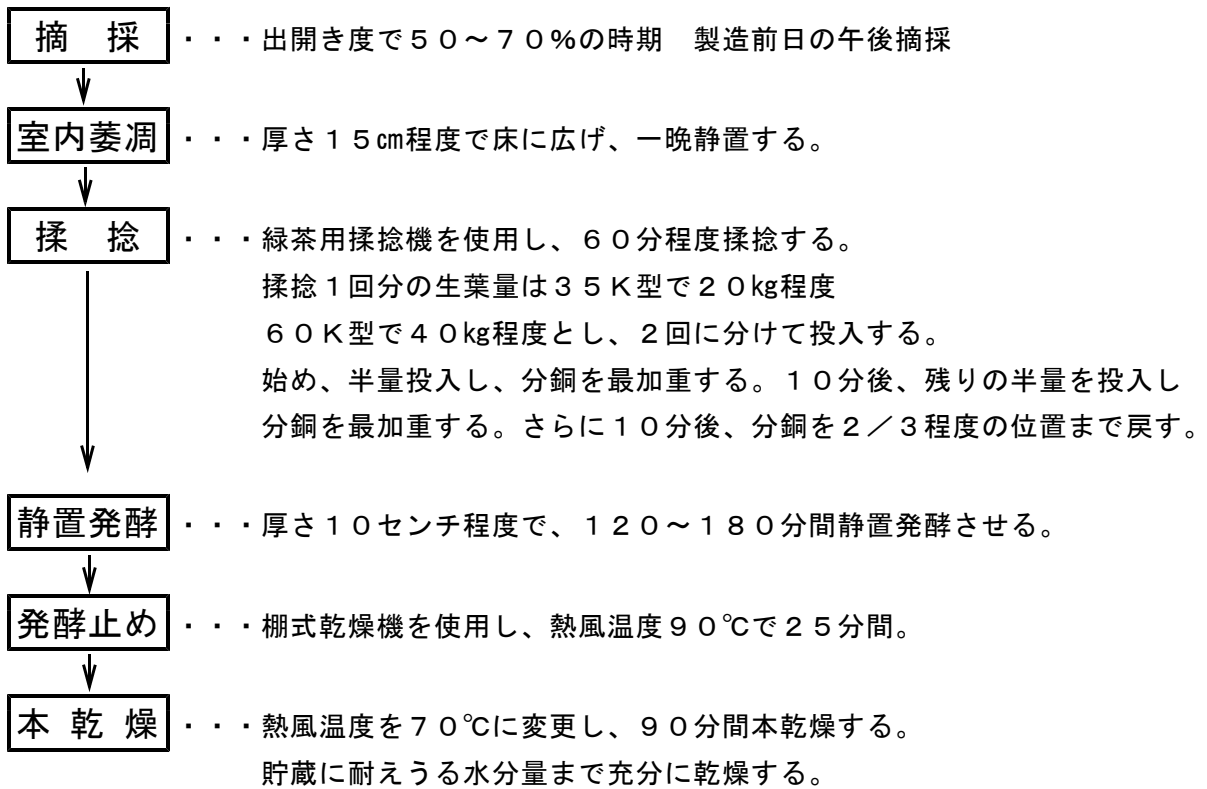 摘　採・・・出開き度で５０～７０％の時期　製造前日の午後摘採
室内萎凋・・・厚さ１５㎝程度で床に広げ、一晩静置する。
揉　捻・・・緑茶用揉捻機を使用し、６０分程度揉捻する。
揉捻１回分の生葉量は３５Ｋ型で２０㎏程度
６０Ｋ型で４０㎏程度とし、２回に分けて投入する。
始め、半量投入し、分銅を最加重する。１０分後、残りの半量を投入し
分銅を最加重する。さらに１０分後、分銅を２／３程度の位置まで戻す。
静置発酵・・・厚さ１０センチ程度で、１２０～１８０分間静置発酵させる。
発酵止め・・・棚式乾燥機を使用し、熱風温度９０℃で２５分間。
本 乾 燥・・・熱風温度を７０℃に変更し、９０分間本乾燥する。
貯蔵に耐えうる水分量まで充分に乾燥する。